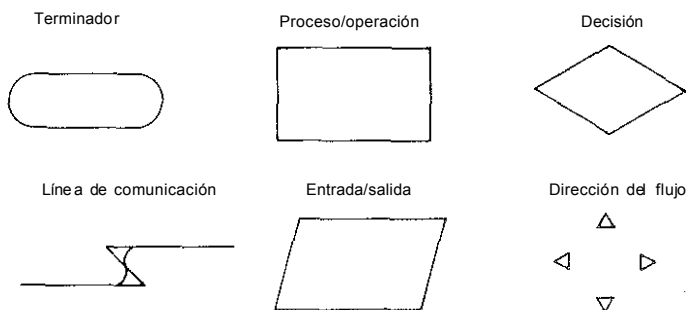 Terminador
Proceso/operación
Decisión
Línea de comunicación
Entrada/salida
Dirección del flujo